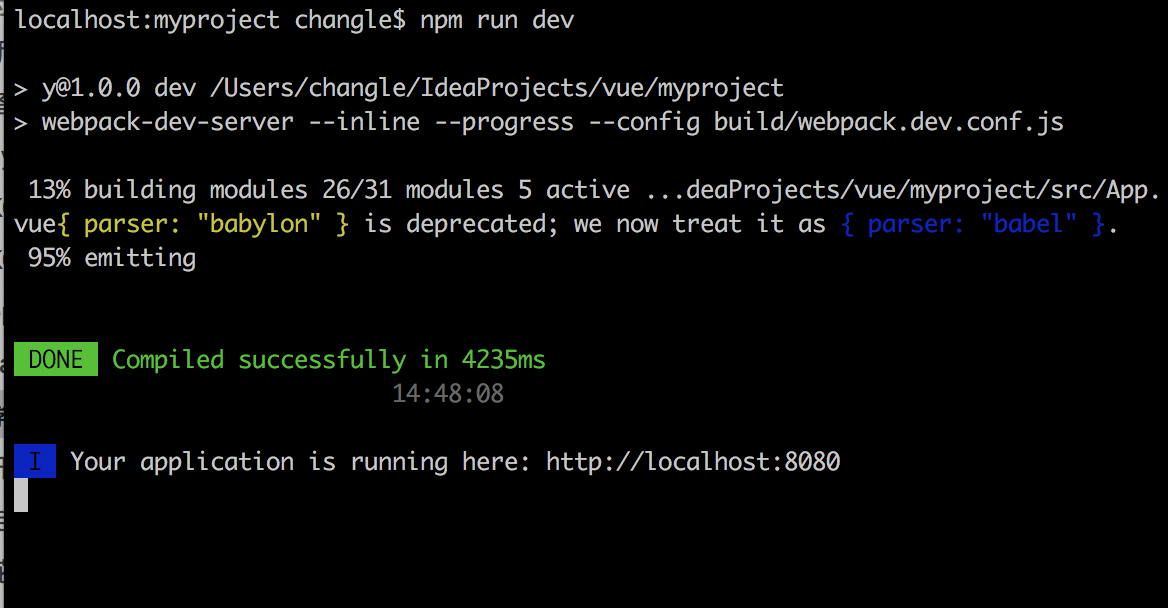 localhost:myproject changle$ npm run dev
> y@1.0.0 dev /Users/changle/IdeaProjects/vue/myproject
> webpack-dev-server --inline --progress --config build/webpack.dev.conf.js
13% building modules 26/31 modules 5 active ...deaProjects/vue/myproject/src/App.
vue{ parser: "babylon" } is deprecated; we now treat it as { parser: "babel" }.
95% emitting
DONE Compiled successfully in 4235ms
14:48:08
I Your application is running here: http://localhost:8080